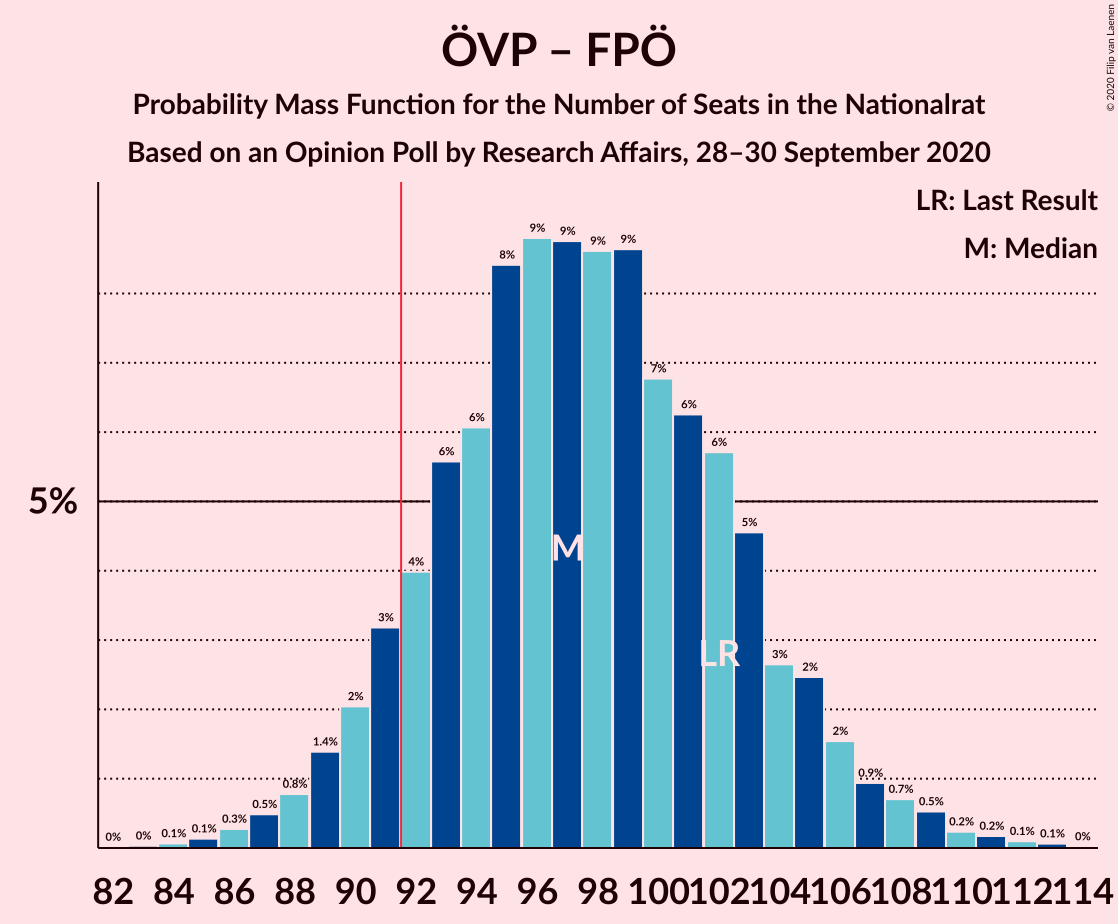 ÖVP – FPÖ
Probability Mass Function for the Number of Seats in the Nationalrat
Based on an Opinion Poll by Research Affairs, 28–30 September 2020
© 2020 Filip van Laenen
LR: Last Result
M: Median
5%
0% 0% 0.1% 0.1% 0.3% 0.5% 0.8% 1.4% 2% 3% 4% 6% 6% 8% 9% 9% 9% 9% 7% 6% 6% 5% 3% 2% 2% 0.9% 0.7% 0.5% 0.2% 0.2% 0.1% 0.1% 0%
M
LR
82 84 86 88 90 92 94 96 98 100 102 104 106 108 110 112 114